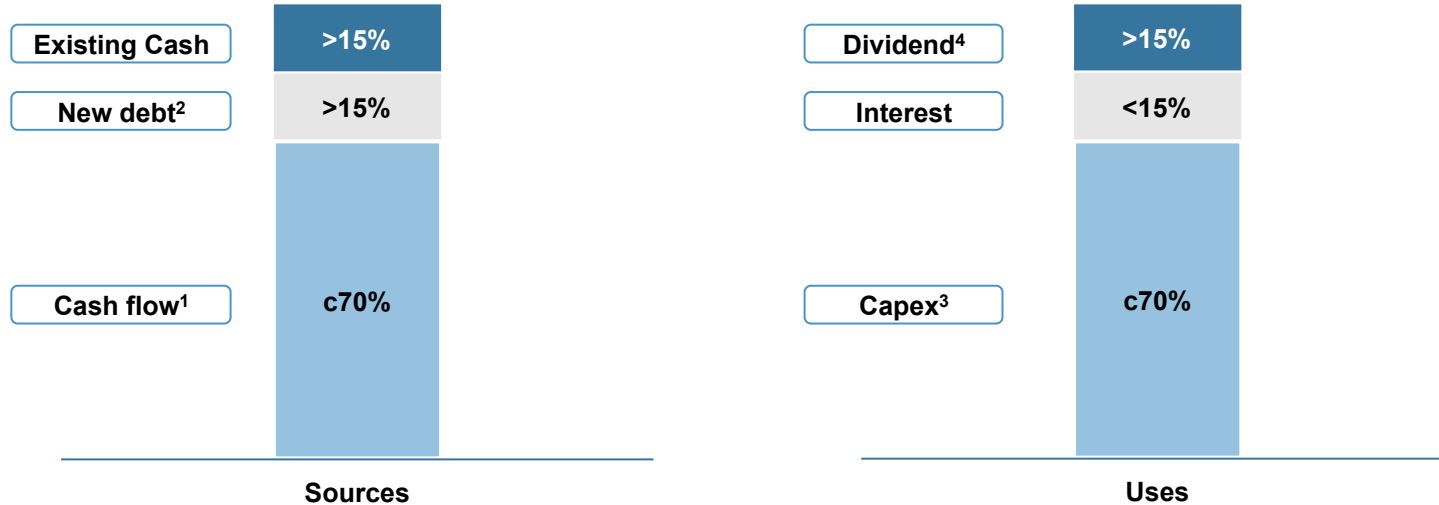 Existing Cash >15%
New debt² >15%
Cash flow¹ c70%
Sources
Dividend⁴ >15%
Interest <15%
Capex³ c70%
Uses